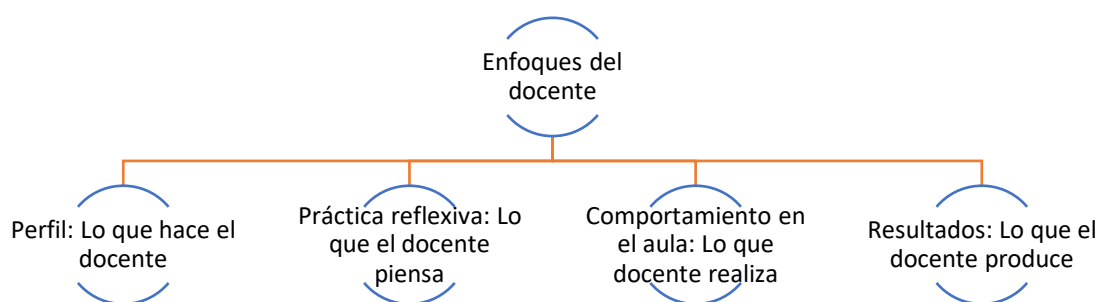 Enfoques del
docente
Perfil: Lo que hace el
docente
Práctica reflexiva: Lo
que el docente
piensa
Comportamiento en
el aula: Lo que
docente realiza
Resultados: Lo que el
docente produce